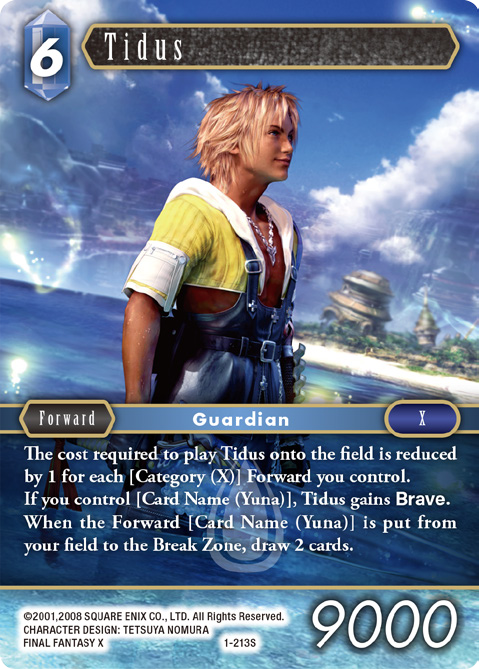 6
Tidus
Forward
Guardian
X
The cost required to play Tidus onto the field is reduced
by 1 for each [Category (X)] Forward you control.
If you control [Card Name (Yuna)], Tidus gains Brave.
When the Forward [Card Name (Yuna)] is put from
your field to the Break Zone, draw 2 cards.
©2001,2008 SQUARE ENIX CO., LTD. All Rights Reserved.
CHARACTER DESIGN: TETSUYA NOMURA
FINAL FANTASY X 1-213S
9000